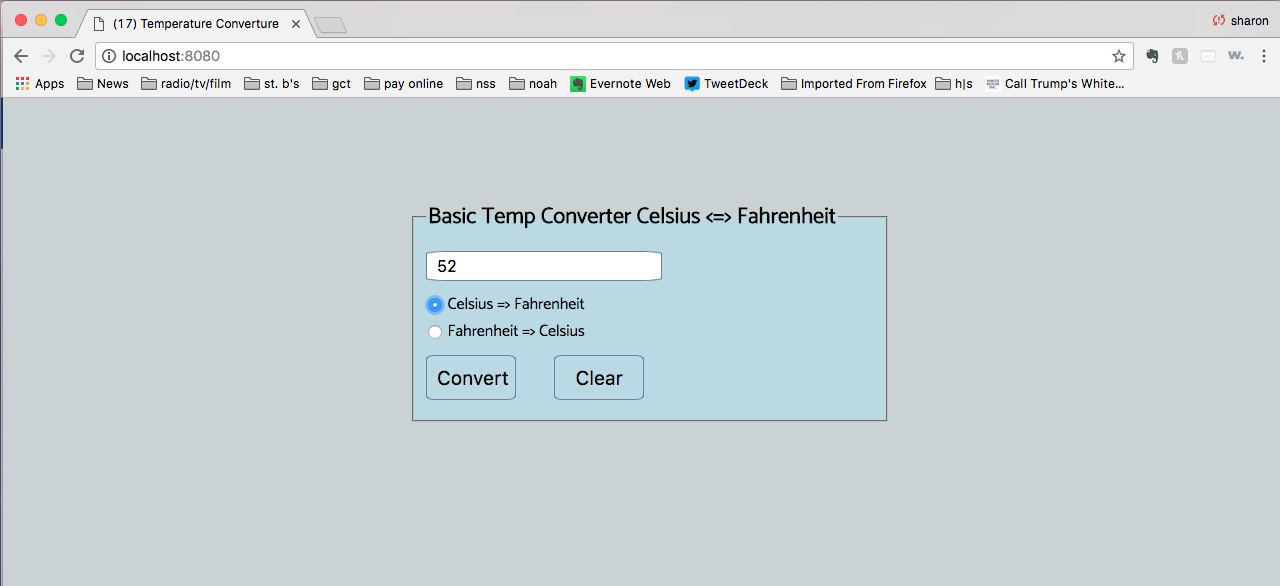 (17) Temperature Converture
sharon
localhost:8080
Apps News radio/tv/film st. b's gct pay online nss noah Evernote Web TweetDeck Imported From Firefox h|s Call Trump's White...
Basic Temp Converter Celsius <=> Fahrenheit
52
Celsius => Fahrenheit
Fahrenheit => Celsius
Convert Clear